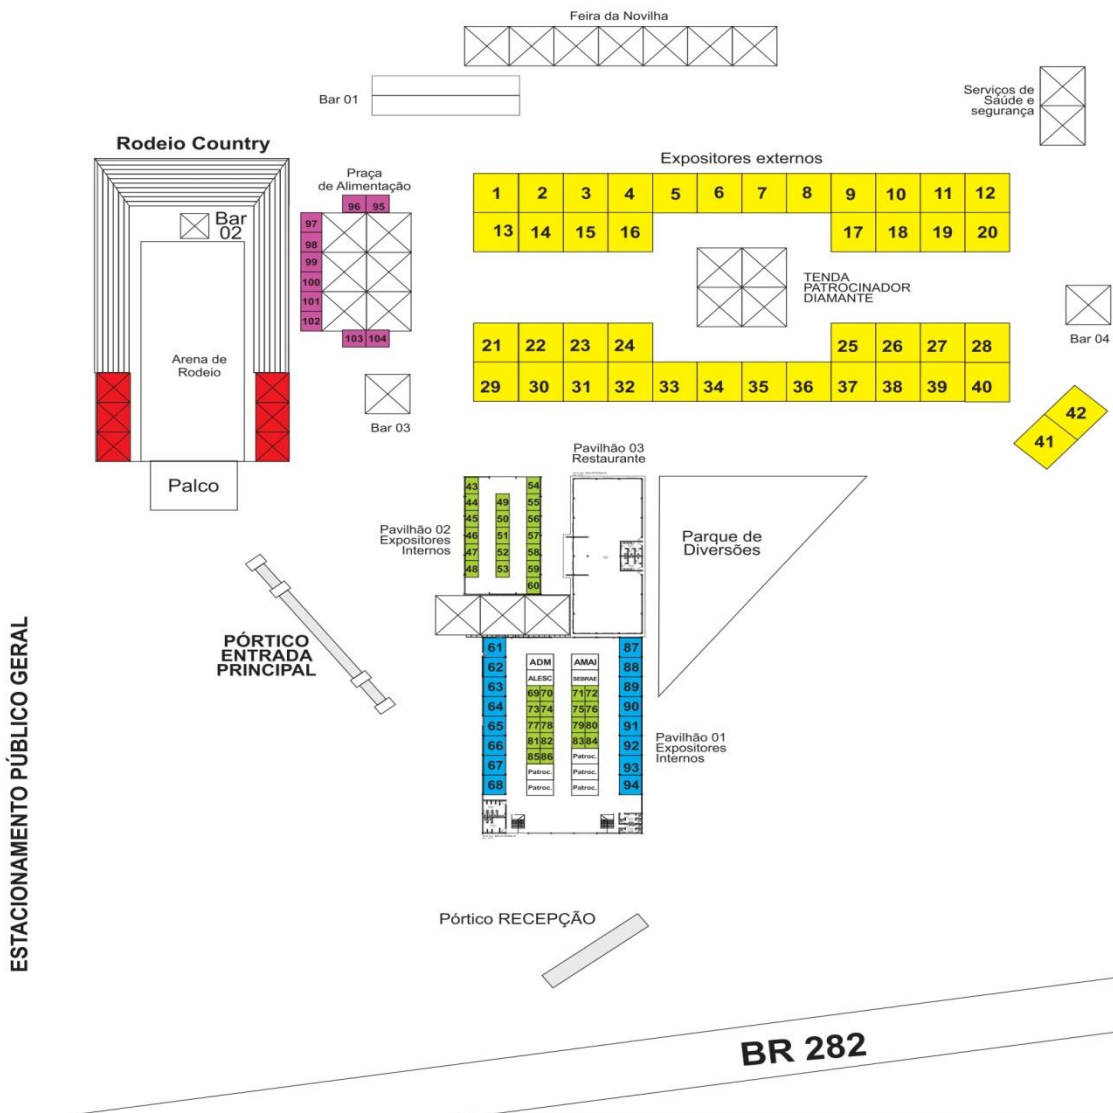 Feira da Novilha
Bar 01
Serviços de
Saúde e
segurança
Rodeio Country
Praça
de Alimentação
Expositores externos
96 95
97
98
99
100
101
102
103 104
Bar
02
Arena de
Rodeio
Palco
Bar 03
1 2 3 4 5 6 7 8 9 10 11 12
13 14 15 16 17 18 19 20
TENDA
PATROCINADOR
DIAMANTE
Bar 04
21 22 23 24 25 26 27 28
29 30 31 32 33 34 35 36 37 38 39 40
42
41
Pavilhão 03
Restaurante
Pavilhão 02
Expositores
Internos
43 54
44 49 55
45 50 56
46 51 57
47 52 58
48 53 59
60
Parque de
Diversões
PÓRTICO
ENTRADA
PRINCIPAL
ESTACIONAMENTO PÚBLICO GERAL
61 ADM AMAI 87
62 ALESC SEBRAE 88
63 69 70 71 72 89
64 73 74 75 76 90
65 77 78 79 80 91
66 81 82 83 84 92
67 85 86 Patroc. 93
Patroc. Patroc.
68 Patroc. Patroc. 94
Pavilhão 01
Expositores
Internos
Pórtico RECEPÇÃO
BR 282